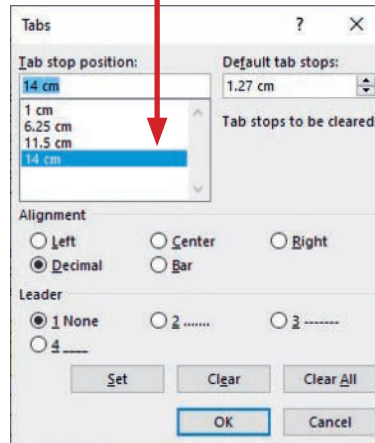 Tabs ? ×
Tab stop position: Default tab stops:
14 cm 1.27 cm
1 cm Tab stops to be cleared
6.25 cm
11.5 cm
14 cm
Alignment
Left Center Right
Decimal Bar
Leader
1 None 2 ....... 3 -------
4 ____
Set Clear Clear All
OK Cancel